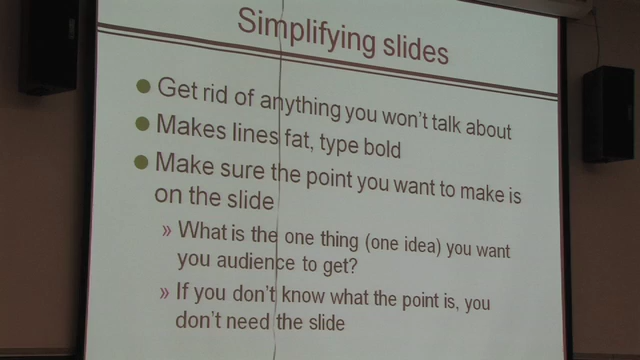 Simplifying slides
Get rid of anything you won't talk about
Makes lines fat, type bold
Make sure the point you want to make is
on the slide
» What is the one thing (one idea) you want
you audience to get?
» If you don't know what the point is, you
don't need the slide